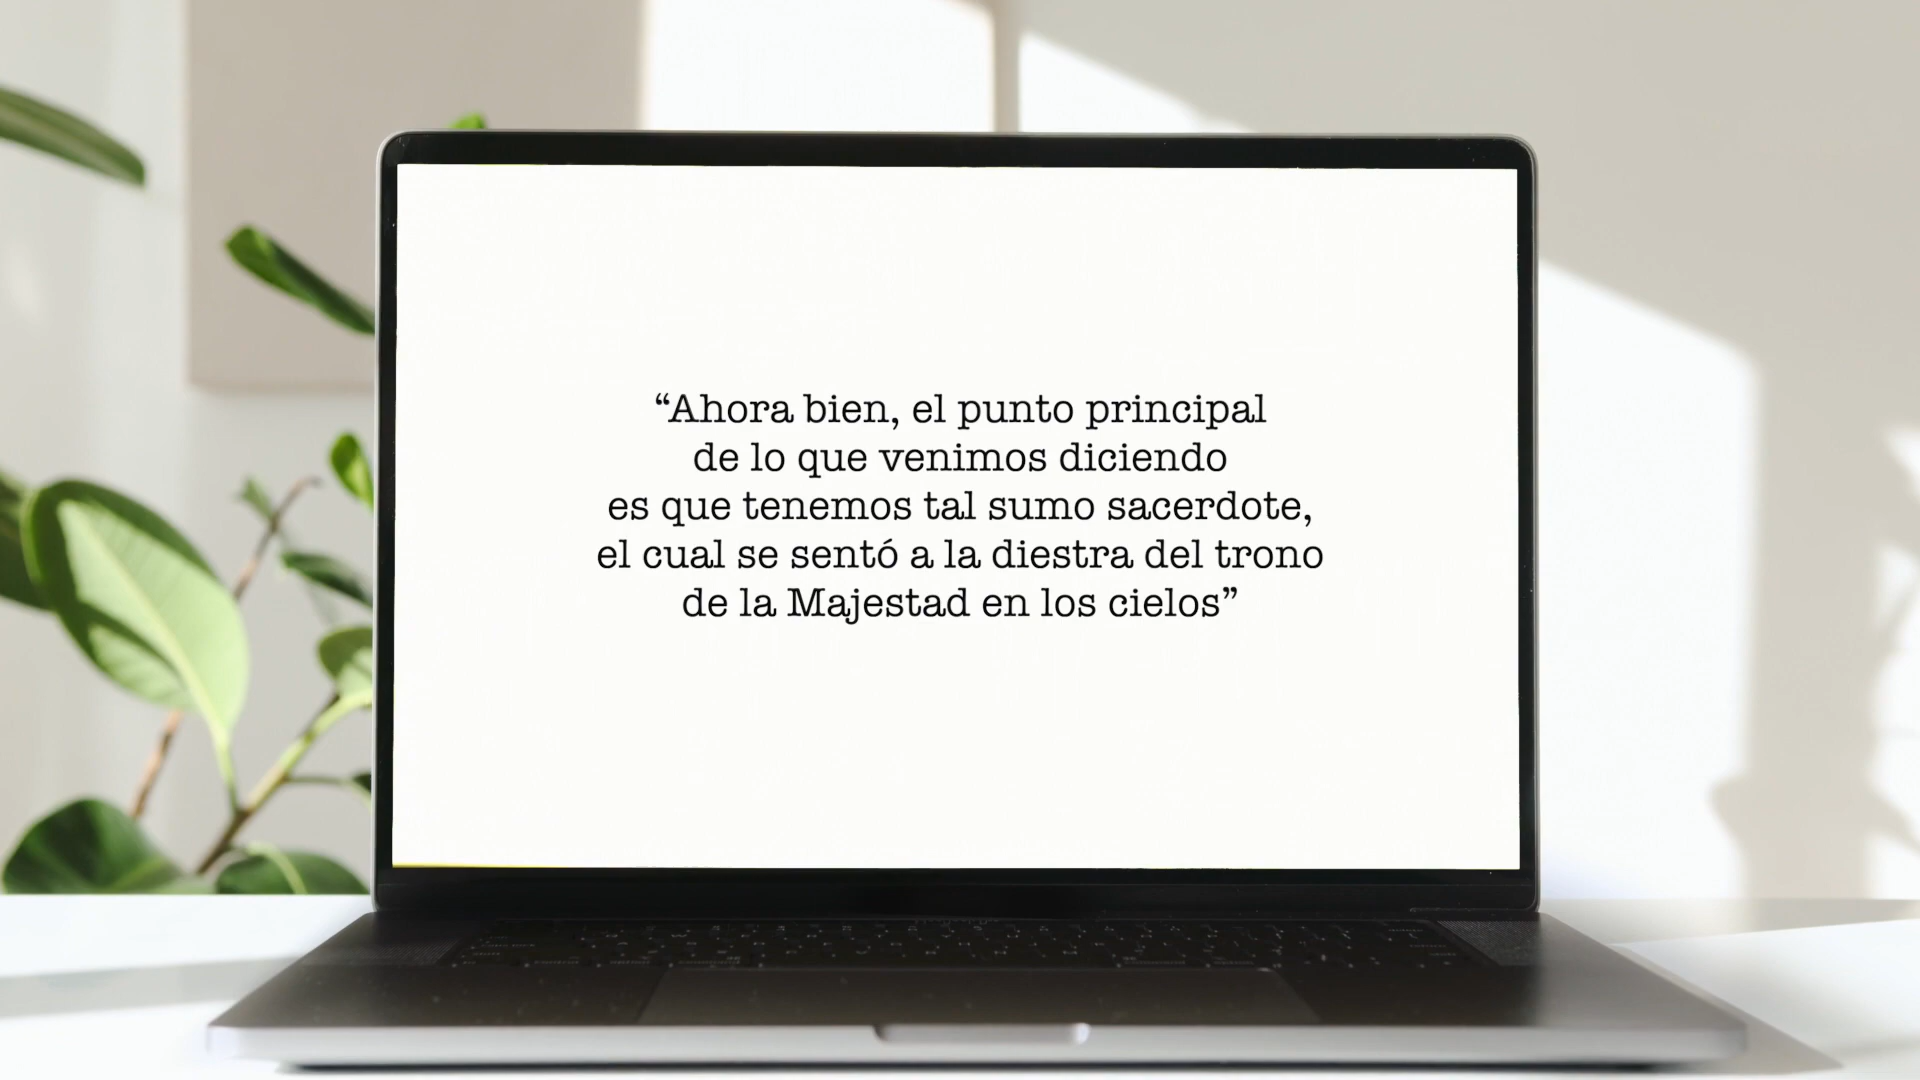 “Ahora bien, el punto principal
de lo que venimos diciendo
es que tenemos tal sumo sacerdote,
el cual se sentó a la diestra del trono
de la Majestad en los cielos”